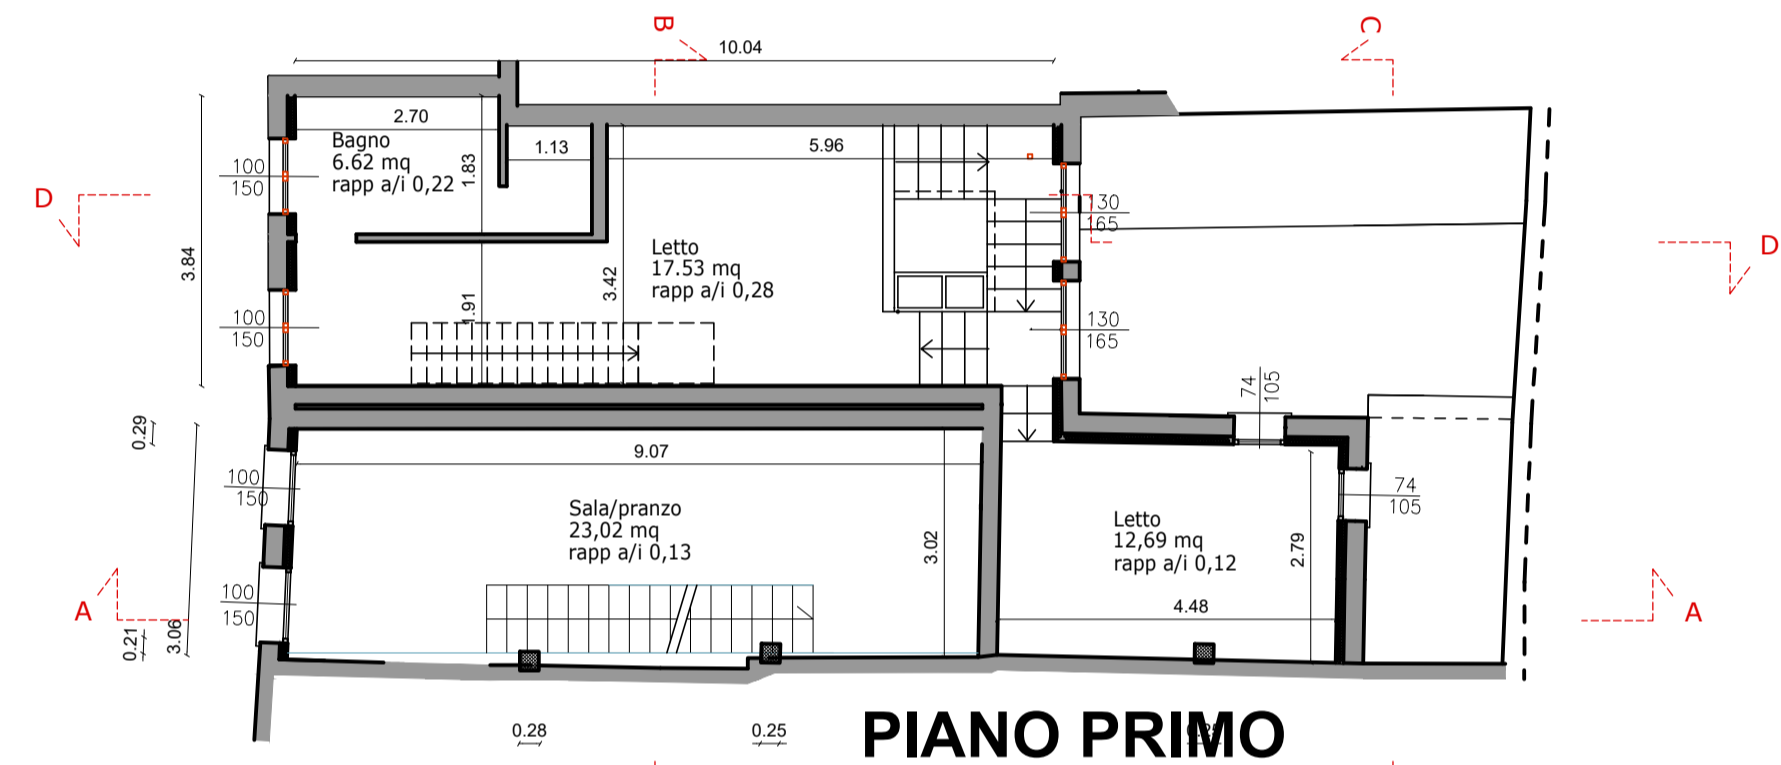 B
C
10.04
2.70
Bagno
6.62 mq
rapp a/i 0,22
1.83
1.13
5.96
100
150
130
165
D
D
3.84
Letto
17.53 mq
rapp a/i 0,28
3.42
1.91
100
150
130
165
74
105
0.29
9.07
100
150
Sala/pranzo
23,02 mq
rapp a/i 0,13
3.02
Letto
12,69 mq
rapp a/i 0,12
2.79
74
105
4.48
100
150
A
A
0.21
3.06
0.28
0.25
PIANO PRIMO